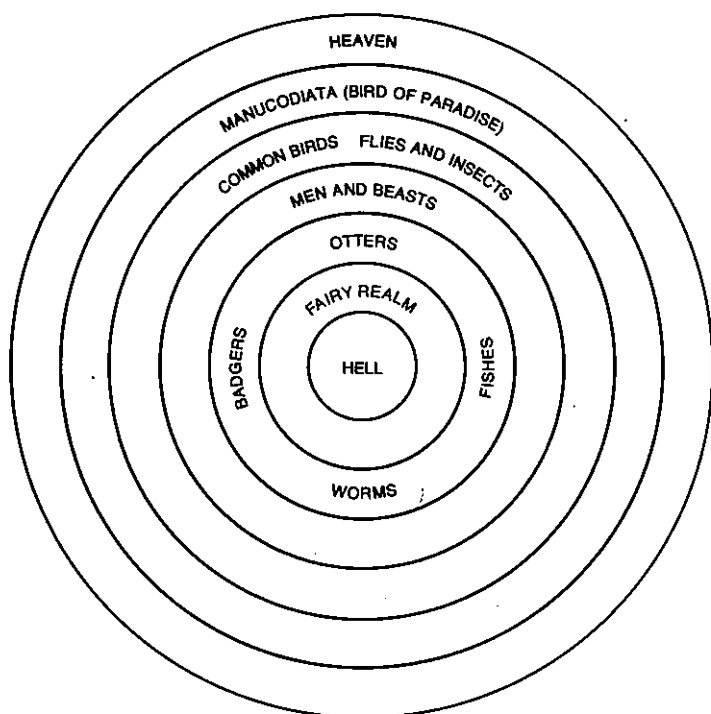 HEAVEN
MANUCODIATA (BIRD OF PARADISE)
COMMON BIRDS FLIES AND INSECTS
MEN AND BEASTS
OTTERS
FAIRY REALM
BADGERS
HELL
FISHES
WORMS